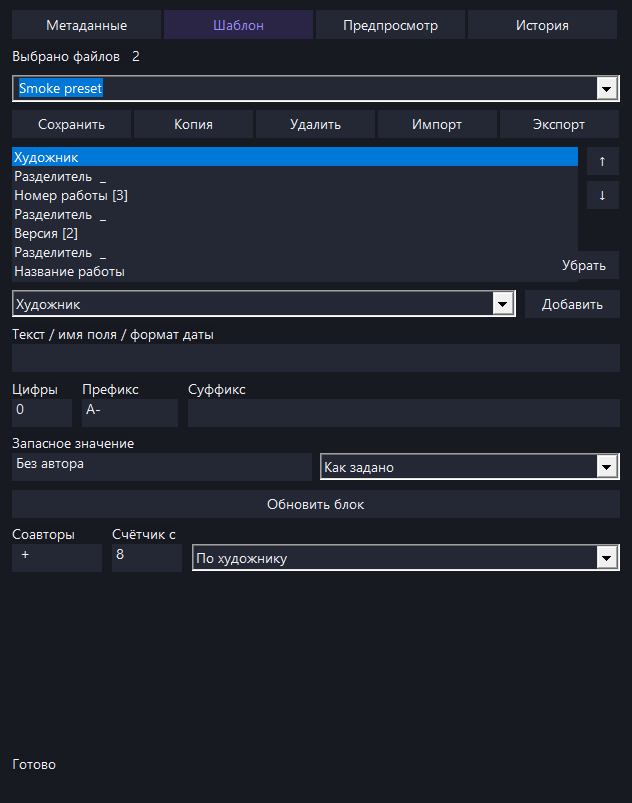 Метаданные Шаблон Предпросмотр История
Выбрано файлов 2
Smoke preset
Сохранить Копия Удалить Импорт Экспорт
Художник ↑
Разделитель _
Номер работы [3] ↓
Разделитель _
Версия [2]
Разделитель _
Название работы Убрать
Художник Добавить
Текст / имя поля / формат даты
Цифры Префикс Суффикс
0 A-
Запасное значение
Без автора Как задано
Обновить блок
Соавторы Счётчик с
+ 8 По художнику
Готово